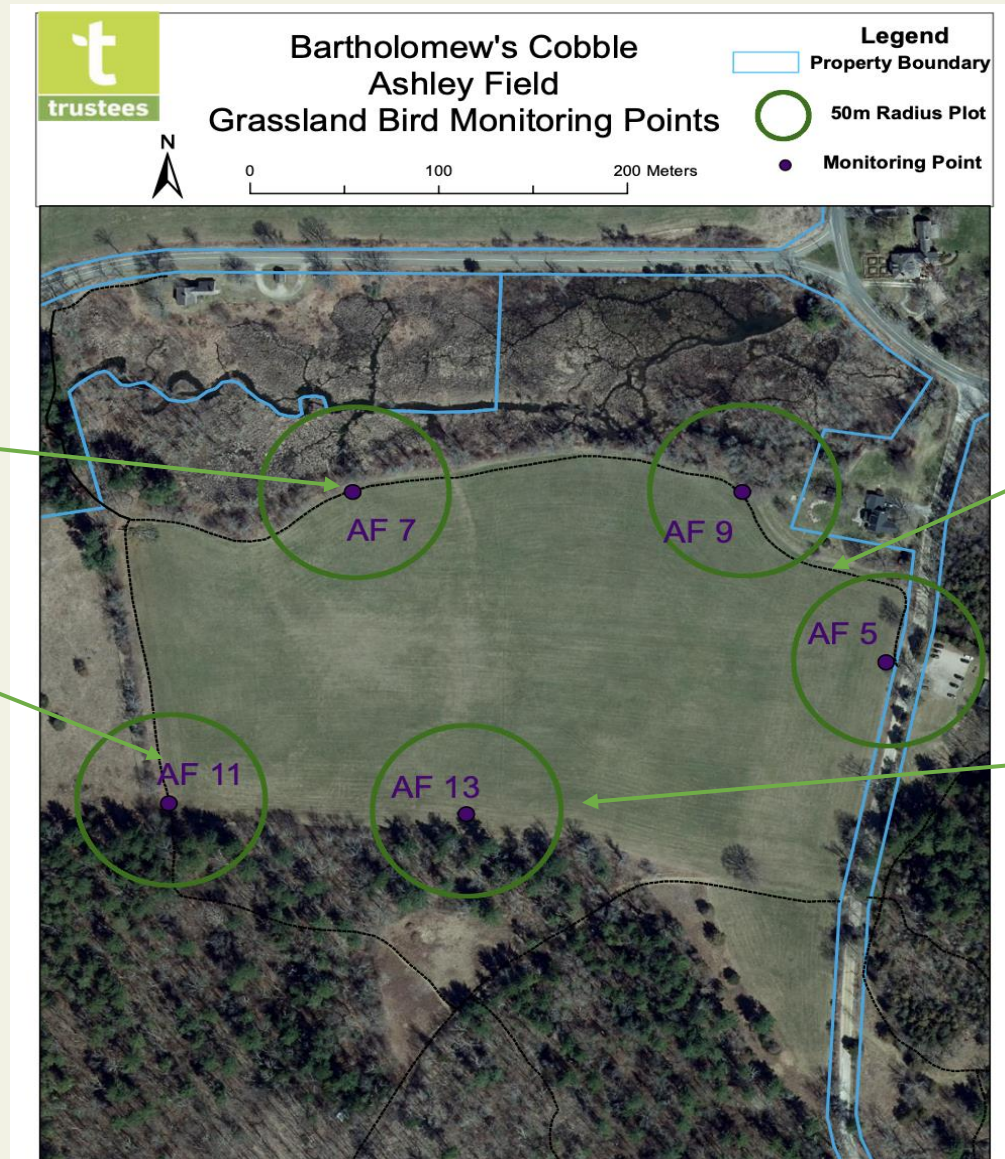 t
trustees
Bartholomew's Cobble
Ashley Field
Grassland Bird Monitoring Points
N
0 100 200 Meters
Legend
Property Boundary
50m Radius Plot
Monitoring Point
AF 7
AF 9
AF 5
AF 11
AF 13